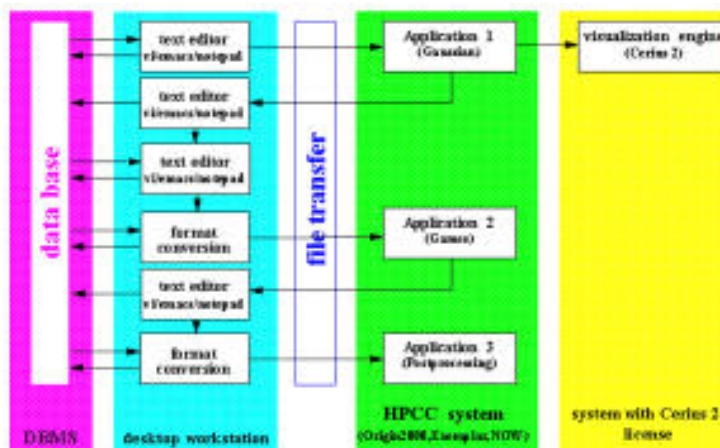 text editor
vi/emacs/notepad
Application 1
(Gaussian)
visualization engine
(Cerius 2)
text editor
vi/emacs/notepad
text editor
vi/emacs/notepad
data base
file transfer
format
conversion
Application 2
text editor
vi/emacs/notepad
format
conversion
Application 3
(Postprocessing)
DBMS
desktop workstation
HPCC system
(Origin2000,Exemplar,NOW)
system with Cerius 2
license